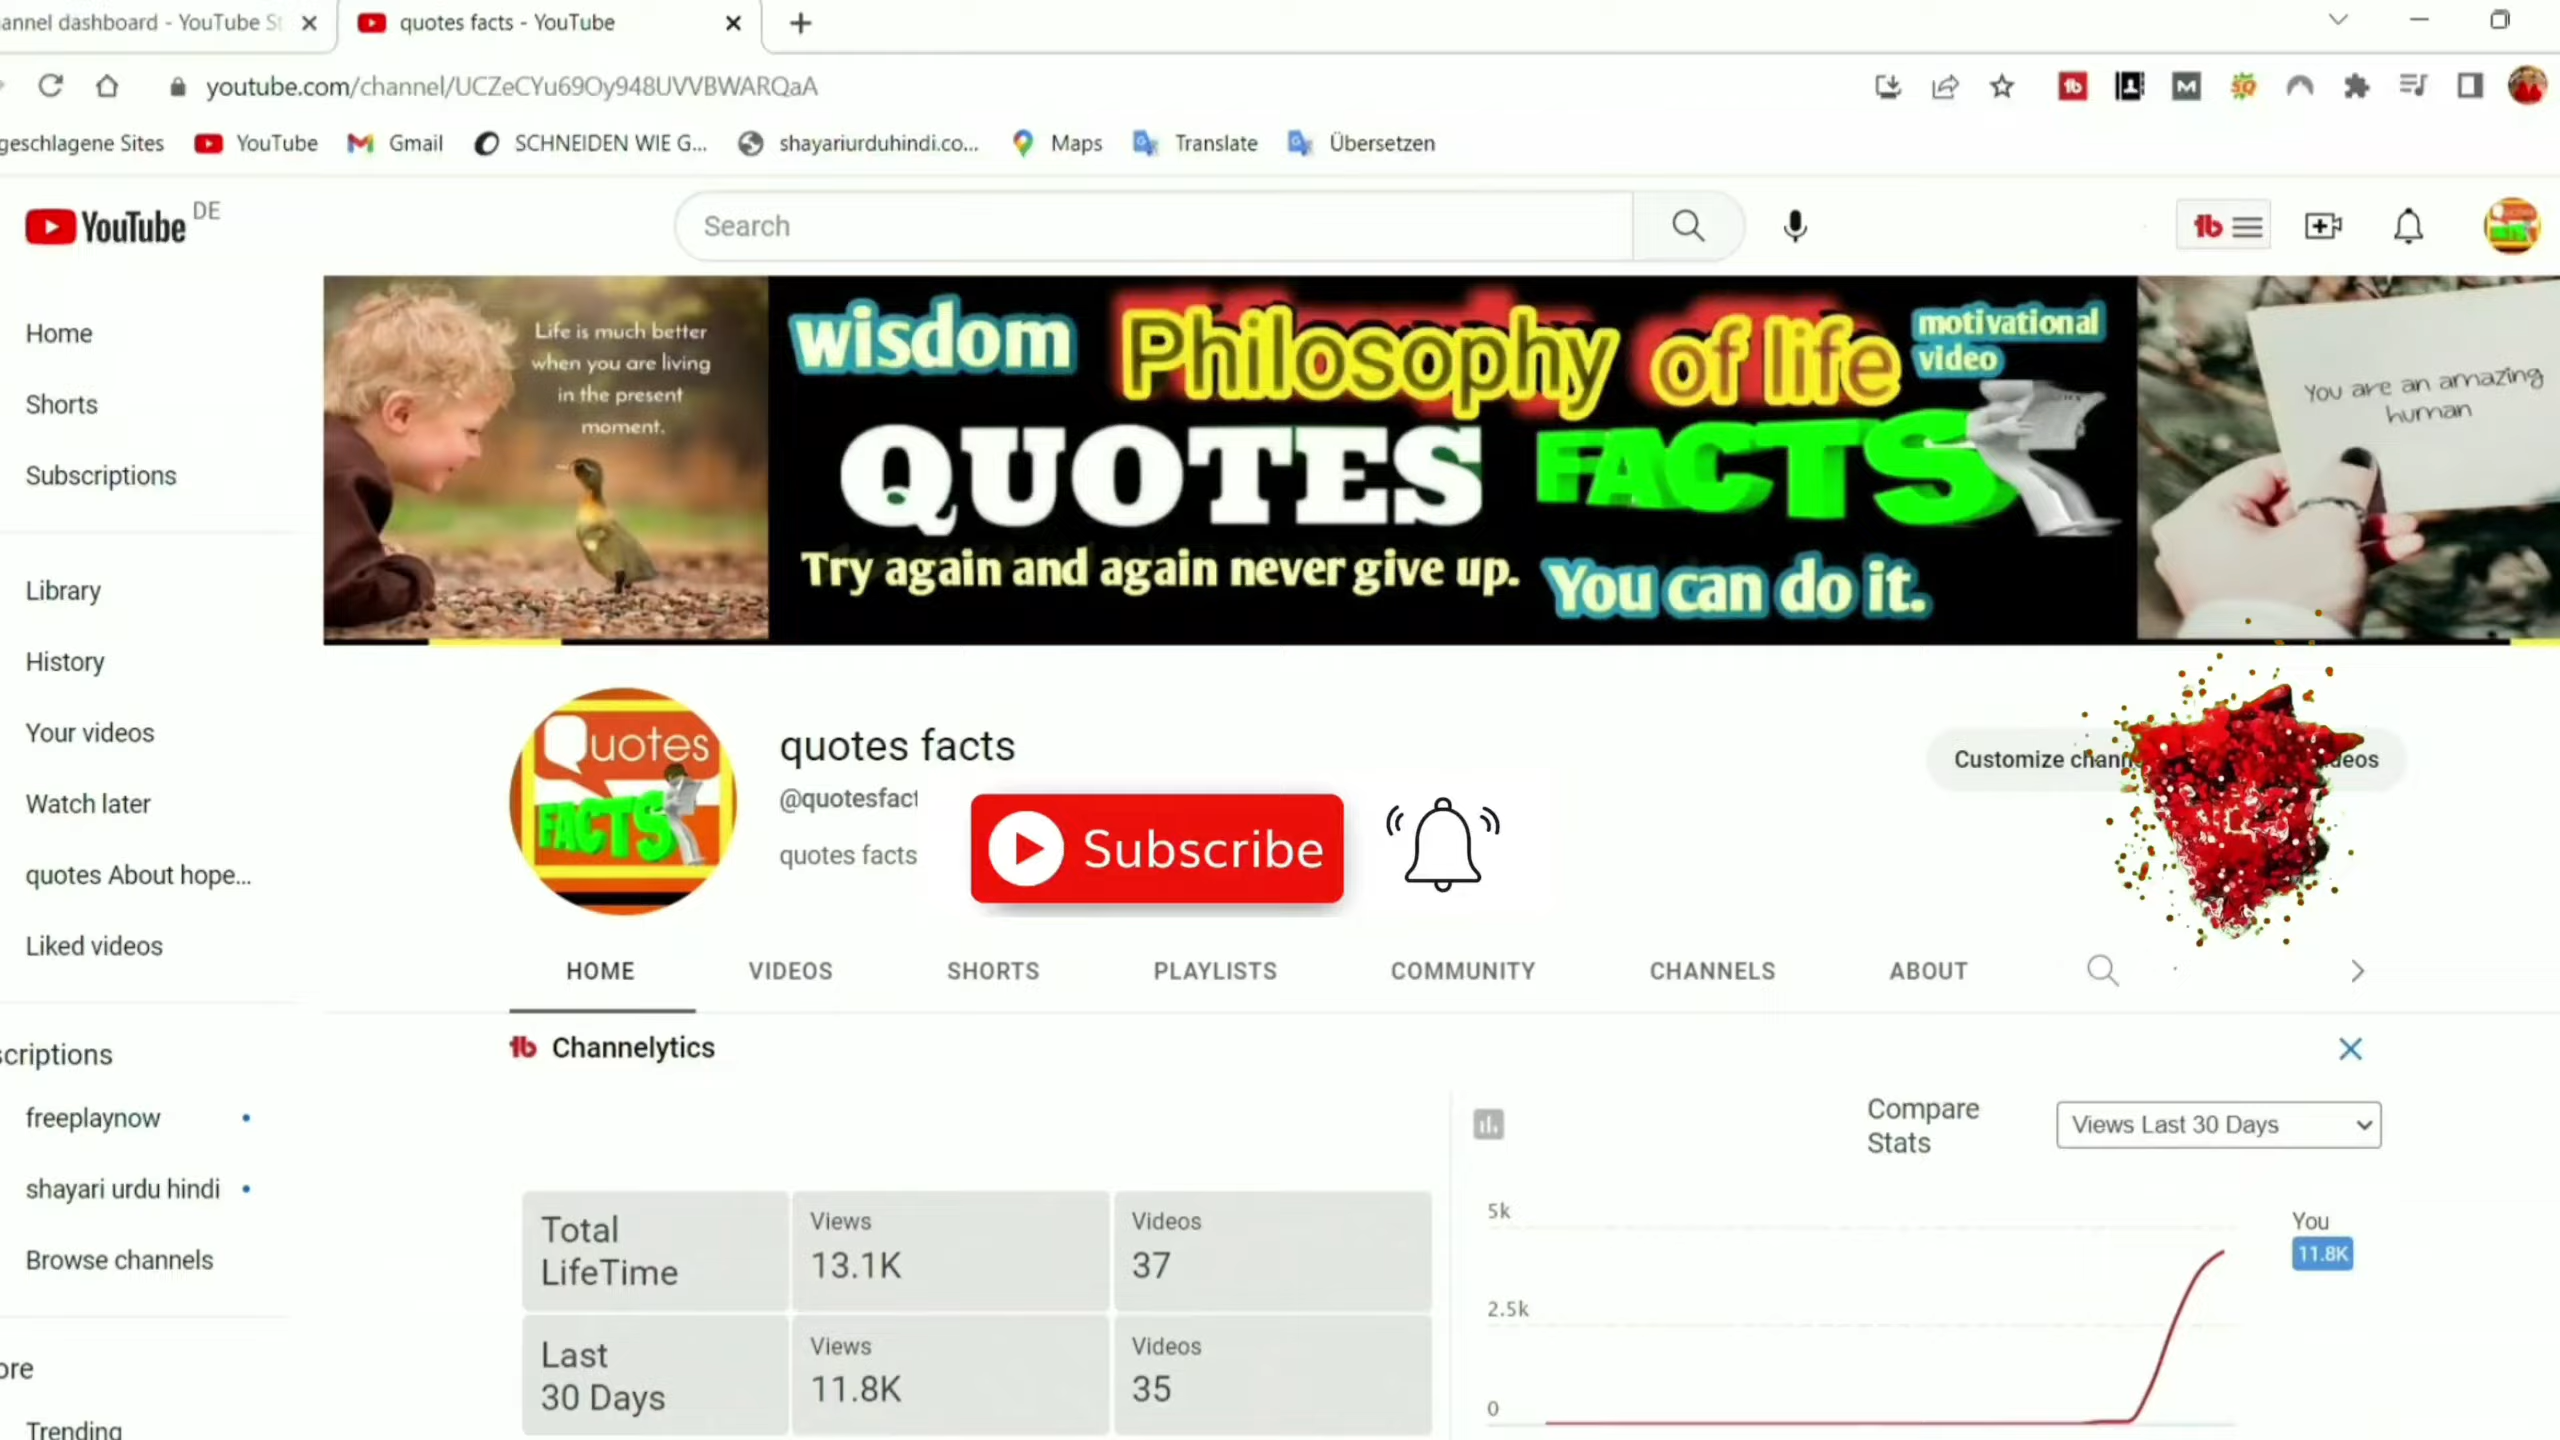 annel dashboard - YouTube St
quotes facts - YouTube
youtube.com/channel/UCZeCYu69Oy948UVVBWARQaA
geschlagene Sites
YouTube
Gmail
SCHNEIDEN WIE G...
shayariurduhindi.co...
Maps
Translate
Übersetzen
YouTube DE
Search
Home
Shorts
Subscriptions
Library
History
Your videos
Watch later
quotes About hope...
Liked videos
scriptions
freeplaynow
shayari urdu hindi
Browse channels
ore
Trending
Life is much better
when you are living
in the present
moment.
wisdom
Philosophy of life
motivational
video
QUOTES FACTS
Try again and again never give up.
You can do it.
You are an amazing
human
Quotes
FACTS
quotes facts
@quotesfact
quotes facts
Subscribe
Customize chann
deos
HOME
VIDEOS
SHORTS
PLAYLISTS
COMMUNITY
CHANNELS
ABOUT
tb Channelytics
Compare
Stats
Views Last 30 Days
Total
LifeTime
Views
13.1K
Videos
37
Last
30 Days
Views
11.8K
Videos
35
5k
2.5k
0
You
11.8K